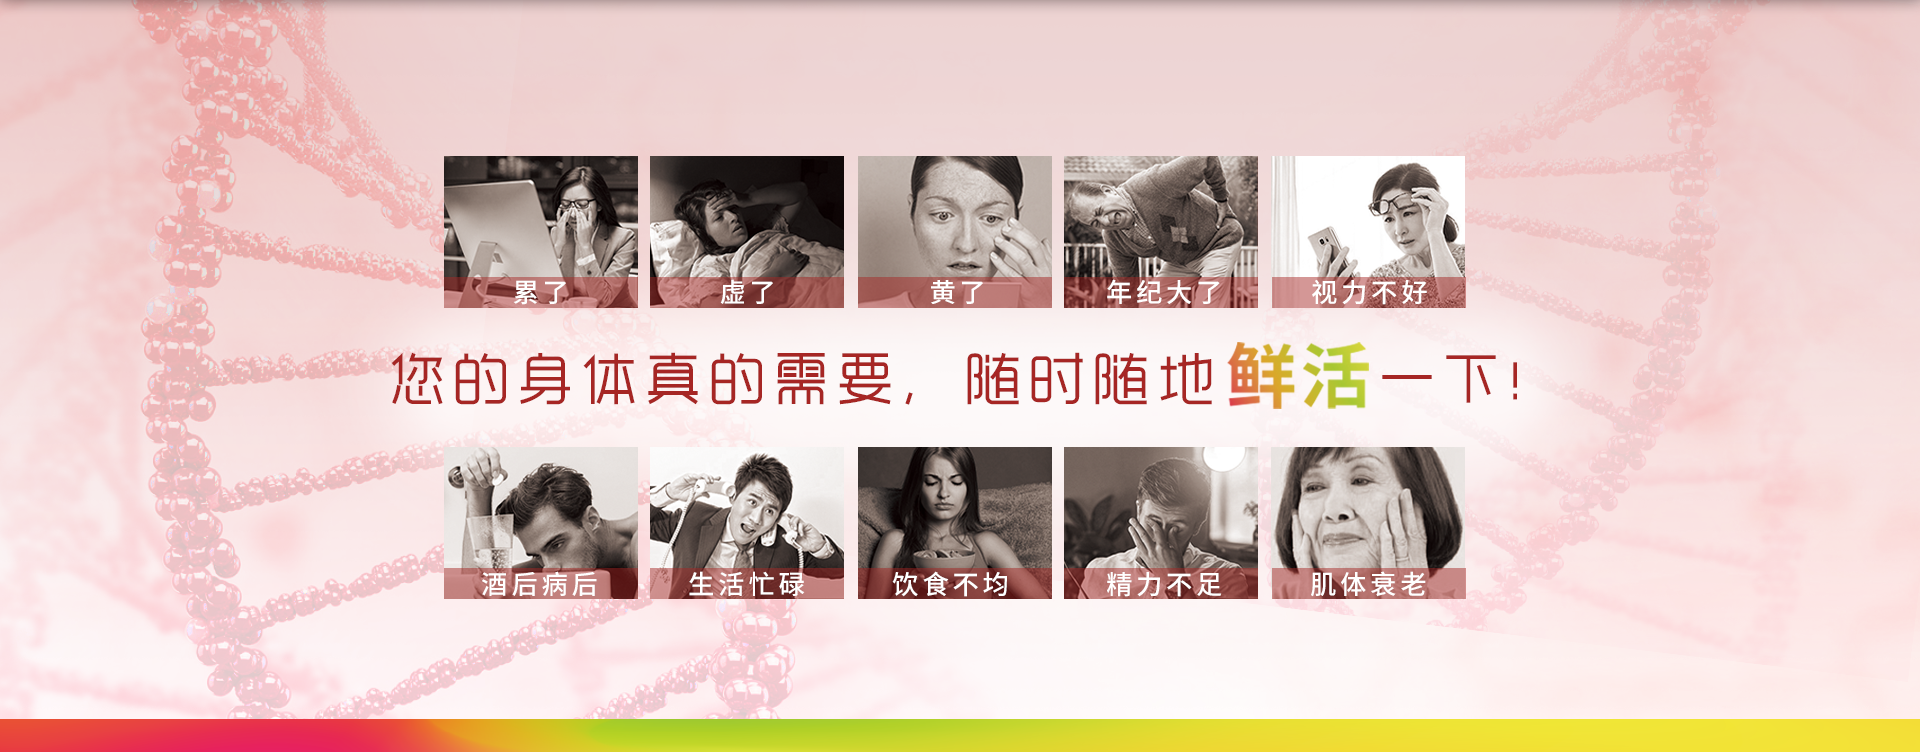 累了 虚了 黄了 年纪大了 视力不好
您的身体真的需要，随时随地鲜活一下！
酒后病后 生活忙碌 饮食不均 精力不足 肌体衰老